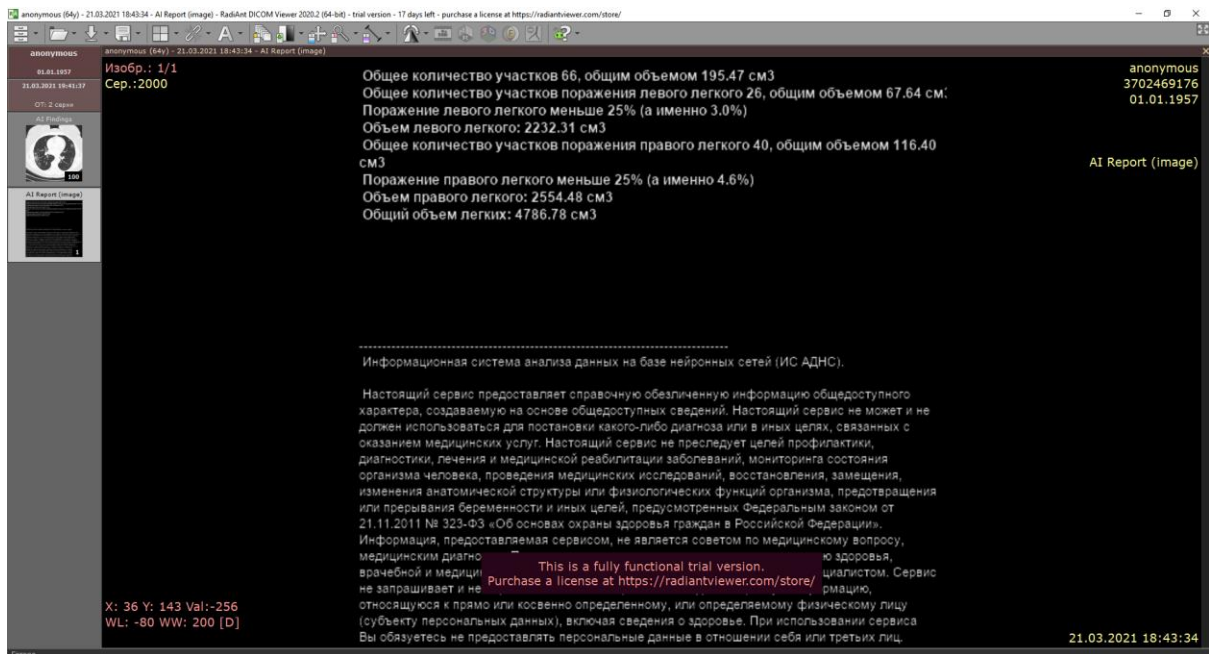 anonymous (64y) - 21.03.2021 18:43:34 - AI Report (image) - RadiAnt DICOM Viewer 2020.2 (64-bit) - trial version - 17 days left - purchase a license at https://radiantviewer.com/store/
anonymous
01.01.1957
21.03.2021 19:41:37
ОТ: 2 серии
AI Findings
100
AI Report (image)
1
anonymous (64y) - 21.03.2021 18:43:34 - AI Report (image)
Изобр.: 1/1
Сер.:2000
anonymous
3702469176
01.01.1957
AI Report (image)
Общее количество участков 66, общим объемом 195.47 см3
Общее количество участков поражения левого легкого 26, общим объемом 67.64 см
Поражение левого легкого меньше 25% (а именно 3.0%)
Объем левого легкого: 2232.31 см3
Общее количество участков поражения правого легкого 40, общим объемом 116.40
см3
Поражение правого легкого меньше 25% (а именно 4.6%)
Объем правого легкого: 2554.48 см3
Общий объем легких: 4786.78 см3
Информационная система анализа данных на базе нейронных сетей (ИС АДНС).
Настоящий сервис предоставляет справочную обезличенную информацию общедоступного
характера, создаваемую на основе общедоступных сведений. Настоящий сервис не может и не
должен использоваться для постановки какого-либо диагноза или в иных целях, связанных с
оказанием медицинских услуг. Настоящий сервис не преследует целей профилактики,
диагностики, лечения и медицинской реабилитации заболеваний, мониторинга состояния
организма человека, проведения медицинских исследований, восстановления, замещения,
изменения анатомической структуры или физиологических функций организма, предотвращения
или прерывания беременности и иных целей, предусмотренных Федеральным законом от
21.11.2011 № 323-ФЗ «Об основах охраны здоровья граждан в Российской Федерации».
Информация, предоставляемая сервисом, не является советом по медицинскому вопросу,
медицинским здоровья,
врачебной и Сервис
не запрашивает и
относящуюся к прямо или косвенно определенному, или определяемому физическому лицу
(субъекту персональных данных), включая сведения о здоровье. При использовании сервиса
Вы обязуетесь не предоставлять персональные данные в отношении себя или третьих лиц.
This is a fully functional trial version.
Purchase a license at https://radiantviewer.com/store/
X: 36 Y: 143 Val:-256
WL: -80 WW: 200 [D]
21.03.2021 18:43:34